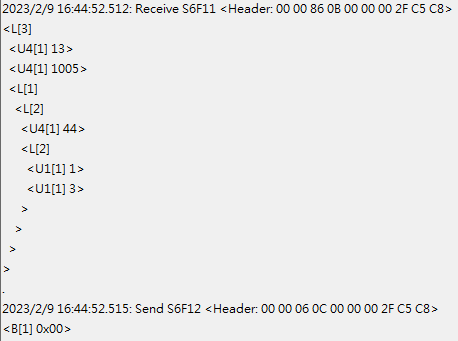 2023/2/9 16:44:52.512: Receive S6F11 <Header: 00 00 86 0B 00 00 00 2F C5 C8>
<L[3]
<U4[1] 13>
<U4[1] 1005>
<L[1]
<L[2]
<U4[1] 44>
<L[2]
<U1[1] 1>
<U1[1] 3>
>
>
>
>
.
2023/2/9 16:44:52.515: Send S6F12 <Header: 00 00 06 0C 00 00 00 2F C5 C8>
<B[1] 0x00>